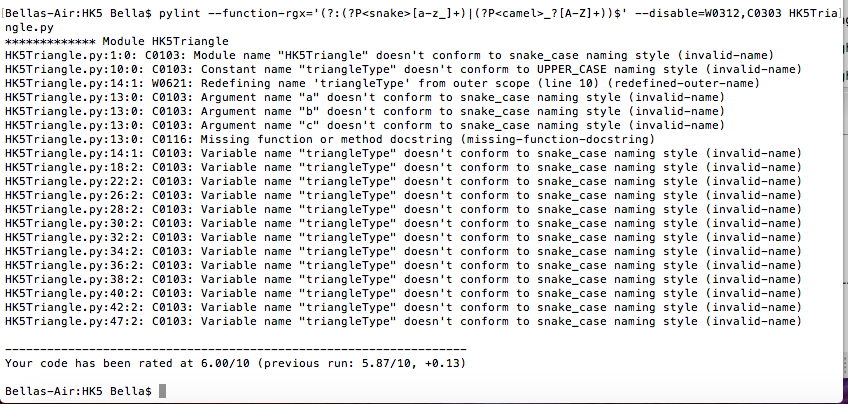 Bellas-Air:HK5 Bella$ pylint --function-rgx='(?:(?P<snake>[a-z_]+)|(?P<camel>_?[A-Z]+))$' --disable=W0312,C0303 HK5Tria
ngle.py
************* Module HK5Triangle
HK5Triangle.py:1:0: C0103: Module name "HK5Triangle" doesn't conform to snake_case naming style (invalid-name)
HK5Triangle.py:10:0: C0103: Constant name "triangleType" doesn't conform to UPPER_CASE naming style (invalid-name)
HK5Triangle.py:14:1: W0621: Redefining name 'triangleType' from outer scope (line 10) (redefined-outer-name)
HK5Triangle.py:13:0: C0103: Argument name "a" doesn't conform to snake_case naming style (invalid-name)
HK5Triangle.py:13:0: C0103: Argument name "b" doesn't conform to snake_case naming style (invalid-name)
HK5Triangle.py:13:0: C0103: Argument name "c" doesn't conform to snake_case naming style (invalid-name)
HK5Triangle.py:13:0: C0116: Missing function or method docstring (missing-function-docstring)
HK5Triangle.py:14:1: C0103: Variable name "triangleType" doesn't conform to snake_case naming style (invalid-name)
HK5Triangle.py:18:2: C0103: Variable name "triangleType" doesn't conform to snake_case naming style (invalid-name)
HK5Triangle.py:22:2: C0103: Variable name "triangleType" doesn't conform to snake_case naming style (invalid-name)
HK5Triangle.py:26:2: C0103: Variable name "triangleType" doesn't conform to snake_case naming style (invalid-name)
HK5Triangle.py:28:2: C0103: Variable name "triangleType" doesn't conform to snake_case naming style (invalid-name)
HK5Triangle.py:30:2: C0103: Variable name "triangleType" doesn't conform to snake_case naming style (invalid-name)
HK5Triangle.py:32:2: C0103: Variable name "triangleType" doesn't conform to snake_case naming style (invalid-name)
HK5Triangle.py:34:2: C0103: Variable name "triangleType" doesn't conform to snake_case naming style (invalid-name)
HK5Triangle.py:36:2: C0103: Variable name "triangleType" doesn't conform to snake_case naming style (invalid-name)
HK5Triangle.py:38:2: C0103: Variable name "triangleType" doesn't conform to snake_case naming style (invalid-name)
HK5Triangle.py:40:2: C0103: Variable name "triangleType" doesn't conform to snake_case naming style (invalid-name)
HK5Triangle.py:42:2: C0103: Variable name "triangleType" doesn't conform to snake_case naming style (invalid-name)
HK5Triangle.py:47:2: C0103: Variable name "triangleType" doesn't conform to snake_case naming style (invalid-name)
------------------------------------------------------------------
Your code has been rated at 6.00/10 (previous run: 5.87/10, +0.13)
Bellas-Air:HK5 Bella$